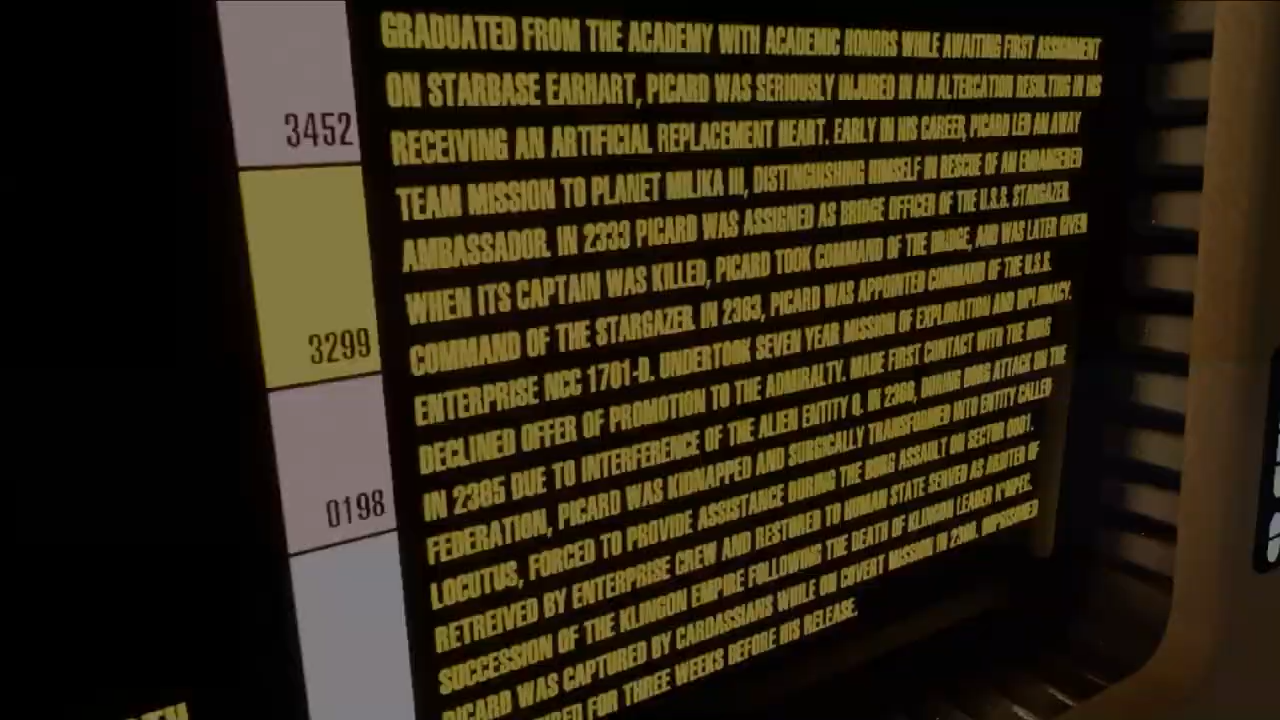 GRADUATED FROM THE ACADEMY WITH ACADEMIC HONORS WHILE AWAITING FIRST ASSIGNMENT
ON STARBASE EARHART, PICARD WAS SERIOUSLY INJURED IN AN ALTERCATION RESULTING IN HIS
RECEIVING AN ARTIFICIAL REPLACEMENT HEART. EARLY IN HIS CAREER, PICARD LED AN AWAY
3452
TEAM MISSION TO PLANET MILIKA III, DISTINGUISHING HIMSELF IN RESCUE OF AN ENDANGERED
AMBASSADOR. IN 2333 PICARD WAS ASSIGNED AS BRIDGE OFFICER OF THE U.S.S. STARGAZER.
WHEN ITS CAPTAIN WAS KILLED, PICARD TOOK COMMAND OF THE BRIDGE, AND WAS LATER GIVEN
COMMAND OF THE STARGAZER. IN 2363, PICARD WAS APPOINTED COMMAND OF THE U.S.S.
3299
ENTERPRISE NCC 1701-D. UNDERTOOK SEVEN YEAR MISSION OF EXPLORATION AND DIPLOMACY.
DECLINED OFFER OF PROMOTION TO THE ADMIRALTY. MADE FIRST CONTACT WITH THE BORG
IN 2365 DUE TO INTERFERENCE OF THE ALIEN ENTITY Q. IN 2366, DURING BORG ATTACK ON THE
FEDERATION, PICARD WAS KIDNAPPED AND SURGICALLY TRANSFORMED INTO ENTITY CALLED
0198
LOCUTUS, FORCED TO PROVIDE ASSISTANCE DURING THE BORG ASSAULT ON SECTOR 0001.
RETREIVED BY ENTERPRISE CREW AND RESTORED TO HUMAN STATE SERVED AS ARBITER OF
SUCCESSION OF THE KLINGON EMPIRE FOLLOWING THE DEATH OF KLINGON LEADER K'MPEC.
PICARD WAS CAPTURED BY CARDASSIANS WHILE ON COVERT MISSION IN IMPRISONED
FOR THREE WEEKS BEFORE HIS RELEASE.